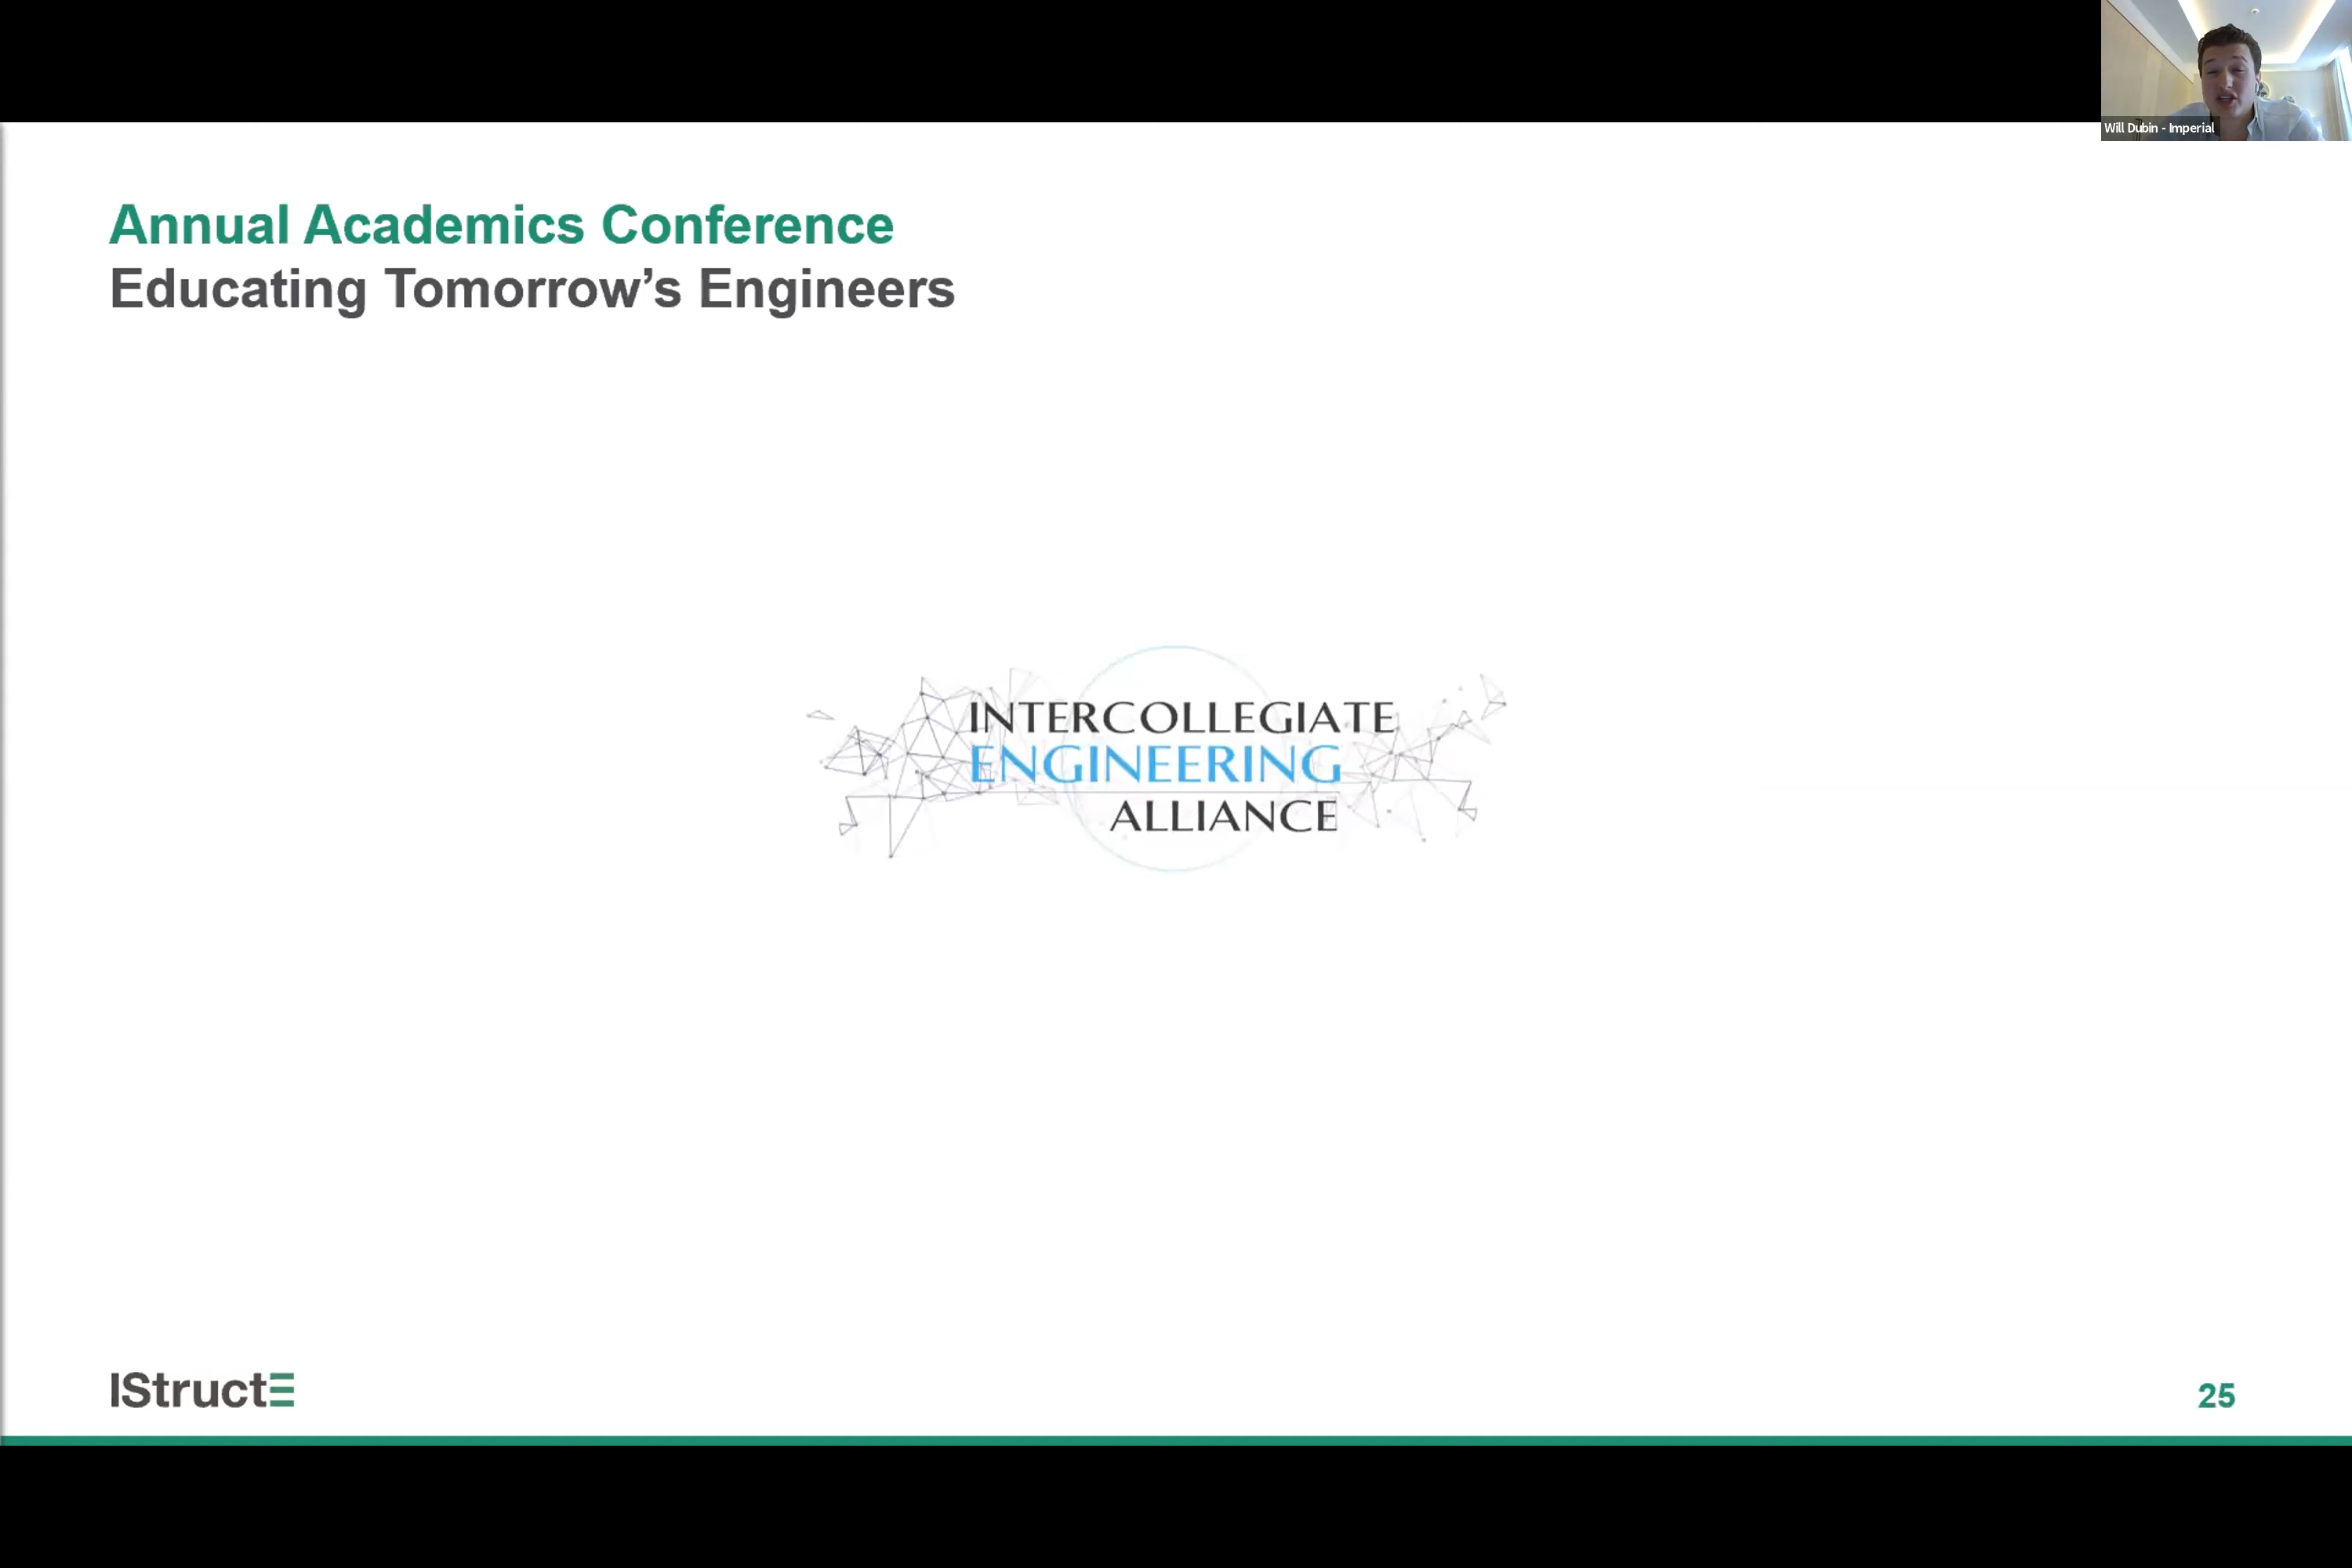 Will Dubin - Imperial
Annual Academics Conference
Educating Tomorrow’s Engineers
INTERCOLLEGIATE
ENGINEERING
ALLIANCE
IStructE
25